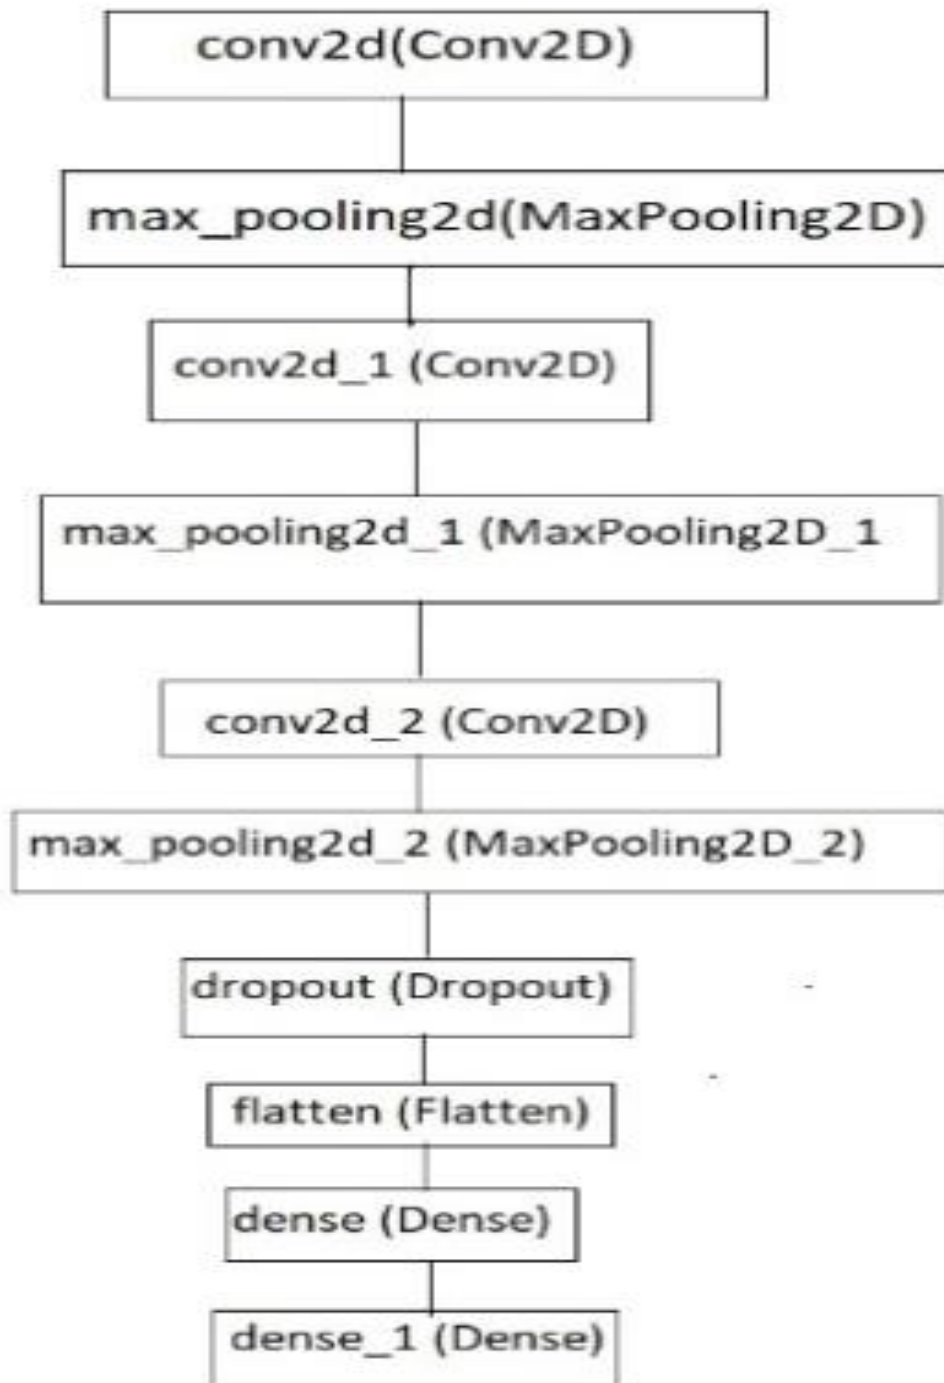 conv2d(Conv2D)
max_pooling2d(MaxPooling2D)
conv2d_1 (Conv2D)
max_pooling2d_1 (MaxPooling2D_1
conv2d_2 (Conv2D)
max_pooling2d_2 (MaxPooling2D_2)
dropout (Dropout)
flatten (Flatten)
dense (Dense)
dense_1 (Dense)